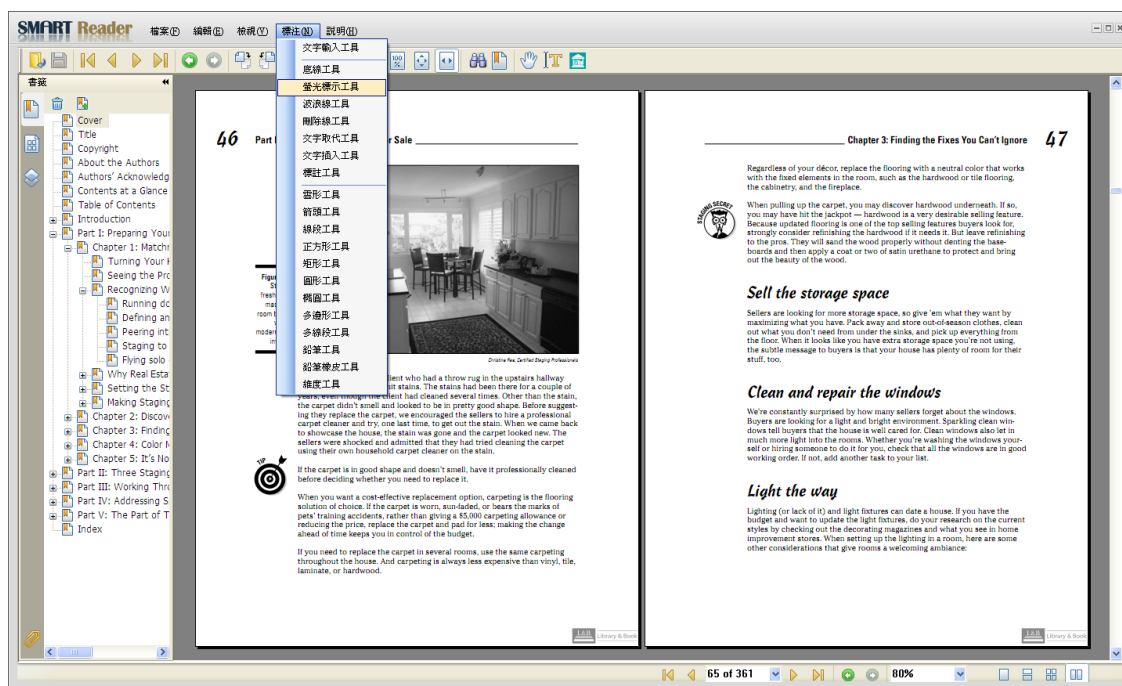 SMART Reader 檔案(F) 編輯(E) 檢視(V) 標注(N) 說明(H)
文字輸入工具
底線工具
螢光標示工具
波浪線工具
刪除線工具
文字取代工具
文字插入工具
標註工具
雲形工具
箭頭工具
線段工具
正方形工具
矩形工具
圓形工具
橢圓工具
多邊形工具
多線段工具
鉛筆工具
鉛筆橡皮工具
維度工具
100%
書籤
Cover
Title
Copyright
About the Authors
Authors' Acknowledg
Contents at a Glance
Table of Contents
Introduction
Part I: Preparing Your
Chapter 1: Matchr
Turning Your H
Seeing the Pro
Recognizing W
Running do
Defining an
Peering int
Staging to
Flying solo
Why Real Esta
Setting the St
Making Staging
Chapter 2: Discov
Chapter 3: Finding
Chapter 4: Color M
Chapter 5: It's No
Part II: Three Staging
Part III: Working Thro
Part IV: Addressing S
Part V: The Part of T
Index
46 Part r Sale
Figu
St
fresh
ma
room b
modern
in
Christine Rae, Certified Staging Professionals
lient who had a throw rug in the upstairs hallway
nit stains. The stains had been there for a couple of
years, even though the client had cleaned several times. Other than the stain,
the carpet didn't smell and looked to be in pretty good shape. Before suggest-
ing they replace the carpet, we encouraged the sellers to hire a professional
carpet cleaner and try, one last time, to get out the stain. When we came back
to showcase the house, the stain was gone and the carpet looked new. The
sellers were shocked and admitted that they had tried cleaning the carpet
using their own household carpet cleaner on the stain.
TIP
If the carpet is in good shape and doesn't smell, have it professionally cleaned
before deciding whether you need to replace it.
When you want a cost-effective replacement option, carpeting is the flooring
solution of choice. If the carpet is worn, sun-faded, or bears the marks of
pets' training accidents, rather than giving a $5,000 carpeting allowance or
reducing the price, replace the carpet and pad for less; making the change
ahead of time keeps you in control of the budget.
If you need to replace the carpet in several rooms, use the same carpeting
throughout the house. And carpeting is always less expensive than vinyl, tile,
laminate, or hardwood.
LAB Library & Book
Chapter 3: Finding the Fixes You Can't Ignore 47
Regardless of your décor, replace the flooring with a neutral color that works
with the fixed elements in the room, such as the hardwood or tile flooring,
the cabinetry, and the fireplace.
STAGING SECRET
When pulling up the carpet, you may discover hardwood underneath. If so,
you may have hit the jackpot — hardwood is a very desirable selling feature.
Because updated flooring is one of the top selling features buyers look for,
strongly consider refinishing the hardwood if it needs it. But leave refinishing
to the pros. They will sand the wood properly without denting the base-
boards and then apply a coat or two of satin urethane to protect and bring
out the beauty of the wood.
Sell the storage space
Sellers are looking for more storage space, so give 'em what they want by
maximizing what you have. Pack away and store out-of-season clothes, clean
out what you don't need from under the sinks, and pick up everything from
the floor. When it looks like you have extra storage space you're not using,
the subtle message to buyers is that your house has plenty of room for their
stuff, too.
Clean and repair the windows
We're constantly surprised by how many sellers forget about the windows.
Buyers are looking for a light and bright environment. Sparkling clean win-
dows tell buyers that the house is well cared for. Clean windows also let in
much more light into the rooms. Whether you're washing the windows your-
self or hiring someone to do it for you, check that all the windows are in good
working order. If not, add another task to your list.
Light the way
Lighting (or lack of it) and light fixtures can date a house. If you have the
budget and want to update the light fixtures, do your research on the current
styles by checking out the decorating magazines and what you see in home
improvement stores. When setting up the lighting in a room, here are some
other considerations that give rooms a welcoming ambiance:
LAB Library & Book
65 of 361 80%